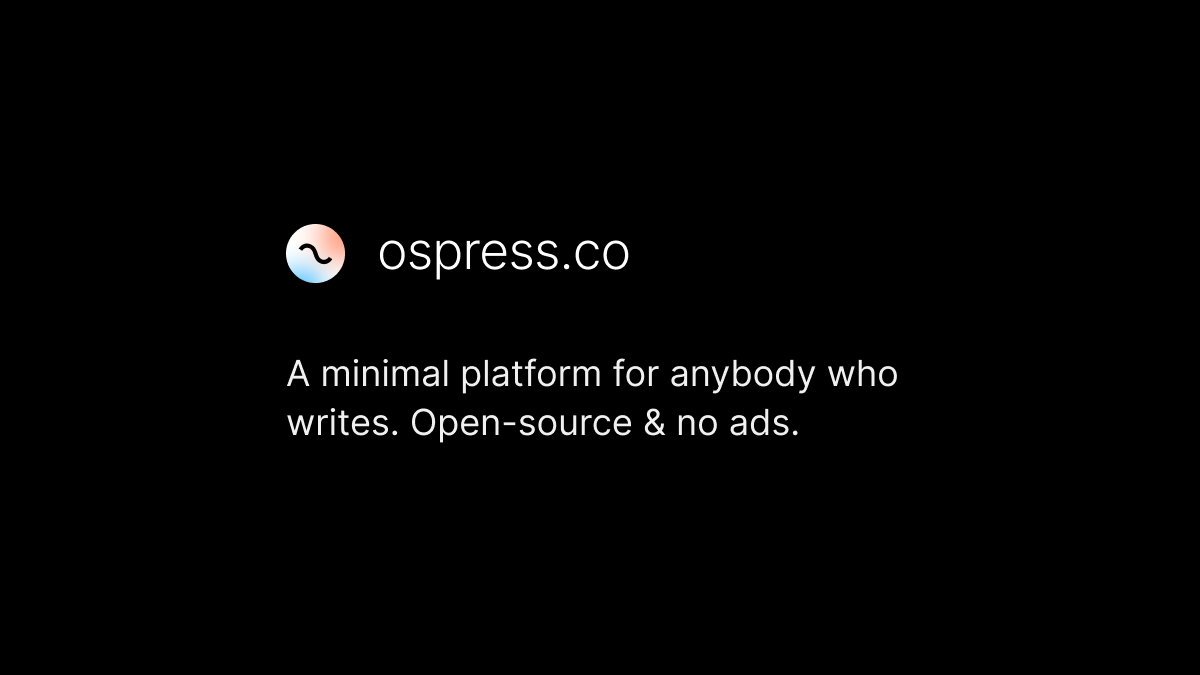 ospress.co
A minimal platform for anybody who
writes. Open-source & no ads.